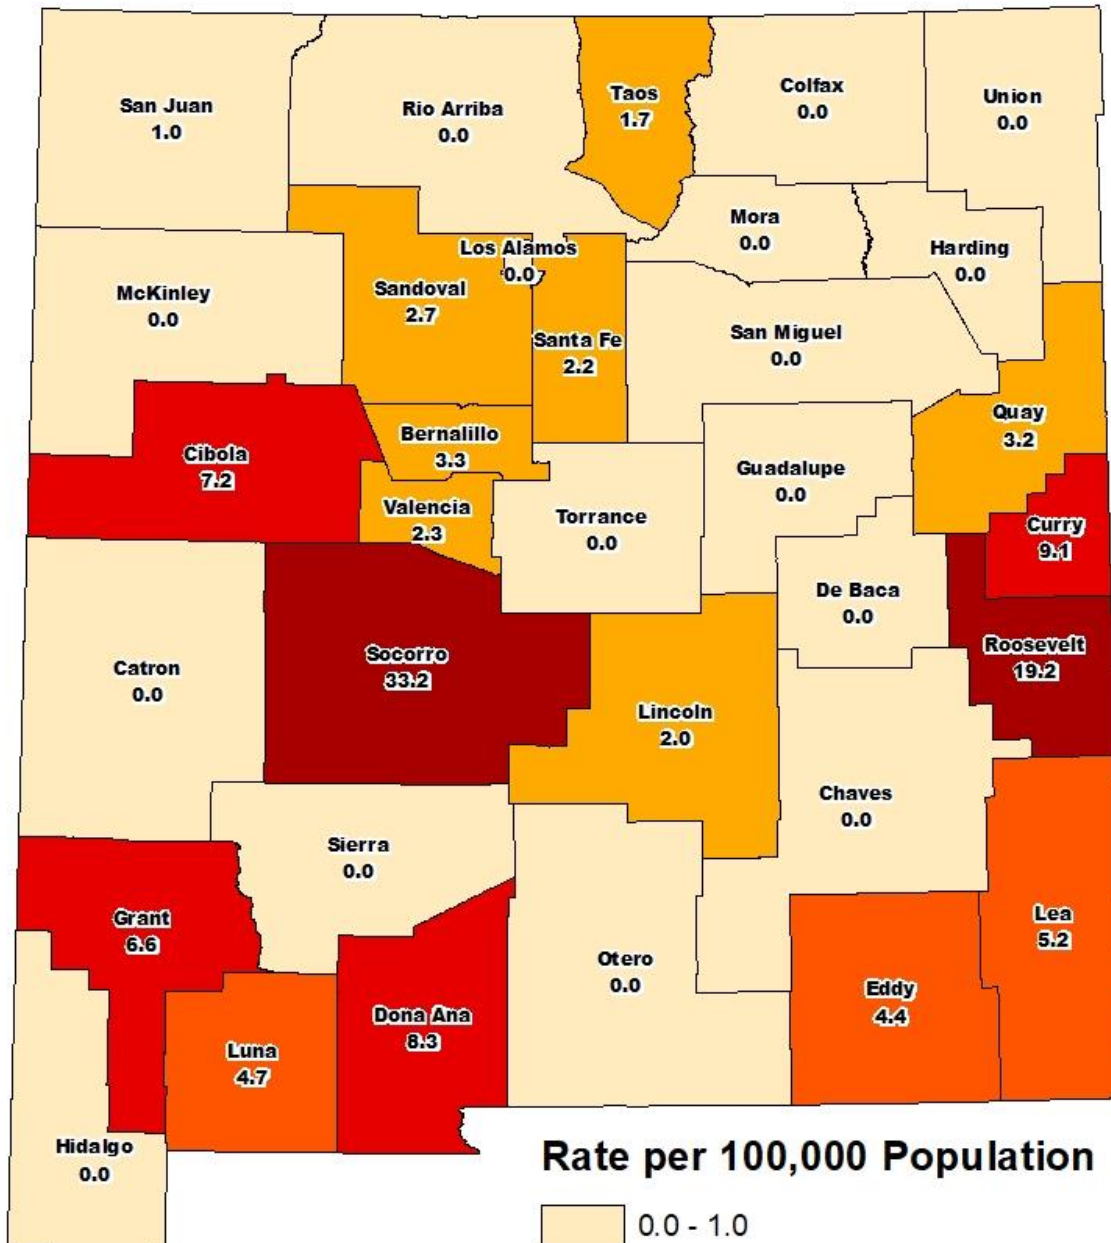 San Juan
1.0
Rio Arriba
0.0
Taos
1.7
Colfax
0.0
Union
0.0
Mora
0.0
Los Alamos
0.0
Harding
0.0
McKinley
0.0
Sandoval
2.7
Santa Fe
2.2
San Miguel
0.0
Quay
3.2
Cibola
7.2
Bernalillo
3.3
Guadalupe
0.0
Valencia
2.3
Torrance
0.0
Curry
9.1
De Baca
0.0
Catron
0.0
Socorro
33.2
Roosevelt
19.2
Lincoln
2.0
Chaves
0.0
Sierra
0.0
Grant
6.6
Otero
0.0
Lea
5.2
Eddy
4.4
Dona Ana
8.3
Luna
4.7
Hidalgo
0.0
Rate per 100,000 Population
0.0 - 1.0